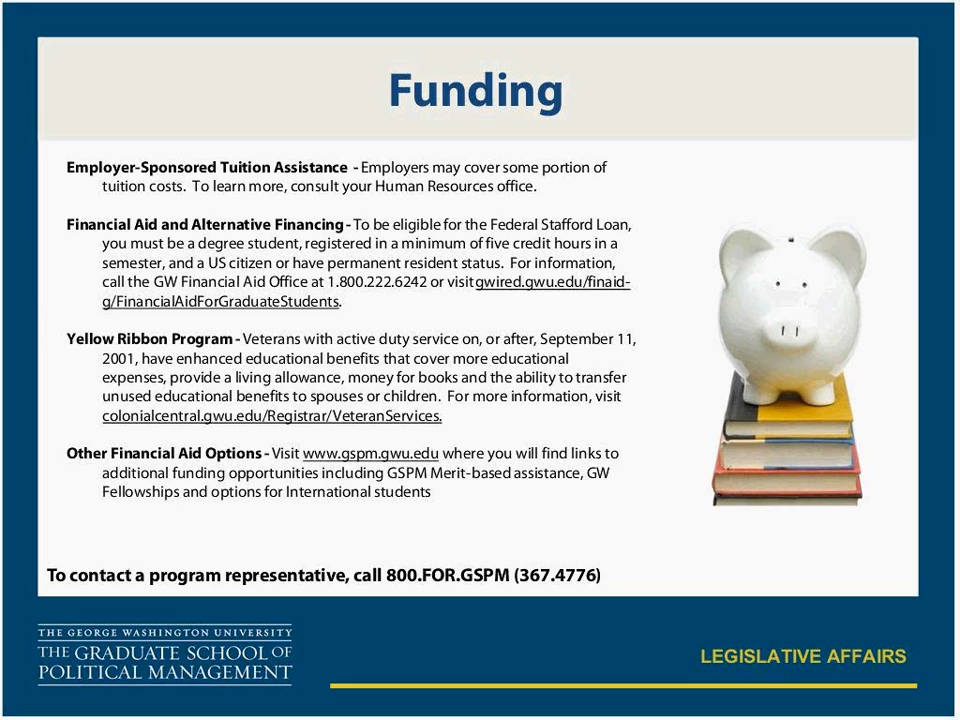 Funding
Employer-Sponsored Tuition Assistance - Employers may cover some portion of
tuition costs. To learn more, consult your Human Resources office.
Financial Aid and Alternative Financing - To be eligible for the Federal Stafford Loan,
you must be a degree student, registered in a minimum of five credit hours in a
semester, and a US citizen or have permanent resident status. For information,
call the GW Financial Aid Office at 1.800.222.6242 or visit gwired.gwu.edu/finaid-
g/FinancialAidForGraduateStudents.
Yellow Ribbon Program - Veterans with active duty service on, or after, September 11,
2001, have enhanced educational benefits that cover more educational
expenses, provide a living allowance, money for books and the ability to transfer
unused educational benefits to spouses or children. For more information, visit
colonialcentral.gwu.edu/Registrar/VeteranServices.
Other Financial Aid Options - Visit www.gspm.gwu.edu where you will find links to
additional funding opportunities including GSPM Merit-based assistance, GW
Fellowships and options for International students
To contact a program representative, call 800.FOR.GSPM (367.4776)
THE GEORGE WASHINGTON UNIVERSITY
THE GRADUATE SCHOOL OF
POLITICAL MANAGEMENT
LEGISLATIVE AFFAIRS